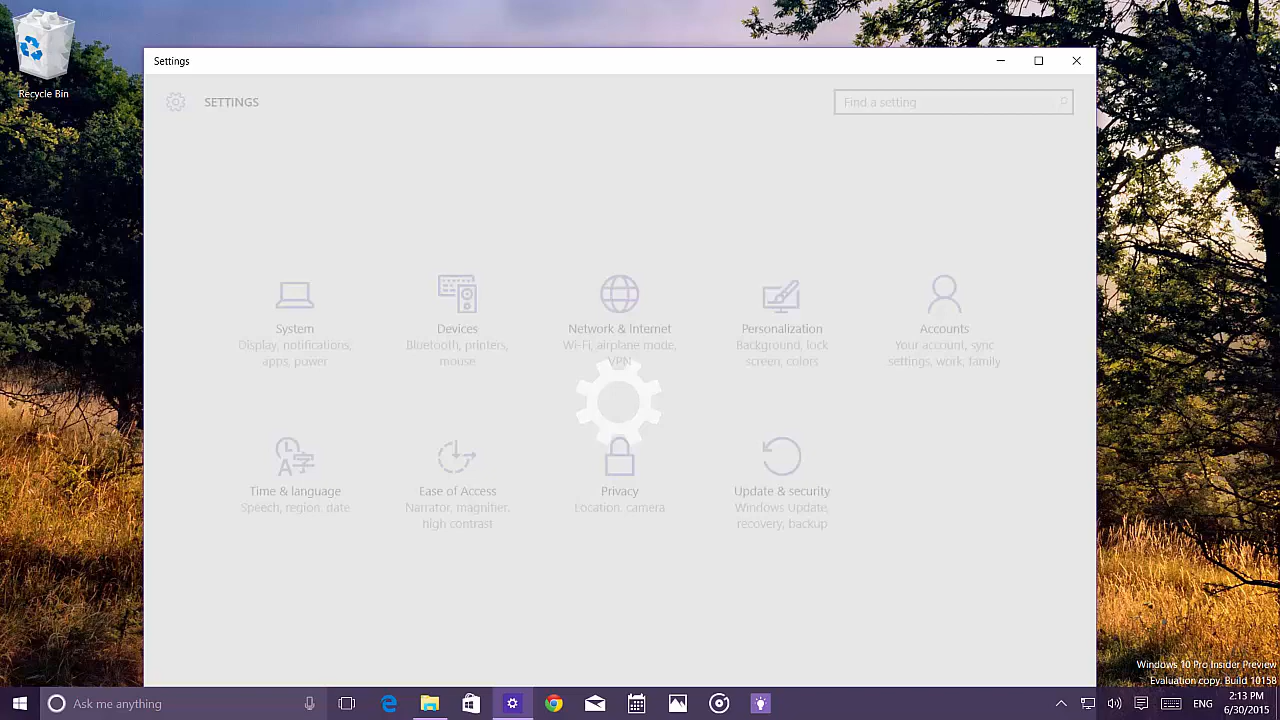 Recycle Bin
Settings
SETTINGS
Find a setting
System
Display, notifications,
apps, power
Devices
Bluetooth, printers,
mouse
Network & Internet
Wi-Fi, airplane mode,
VPN
Personalization
Background, lock
screen, colors
Accounts
Your account, sync
settings, work, family
Time & language
Speech, region, date
Ease of Access
Narrator, magnifier,
high contrast
Privacy
Location, camera
Update & security
Windows Update,
recovery, backup
Windows 10 Pro Insider Preview
Evaluation copy. Build 10158
Ask me anything
ENG
2:13 PM
6/30/2015